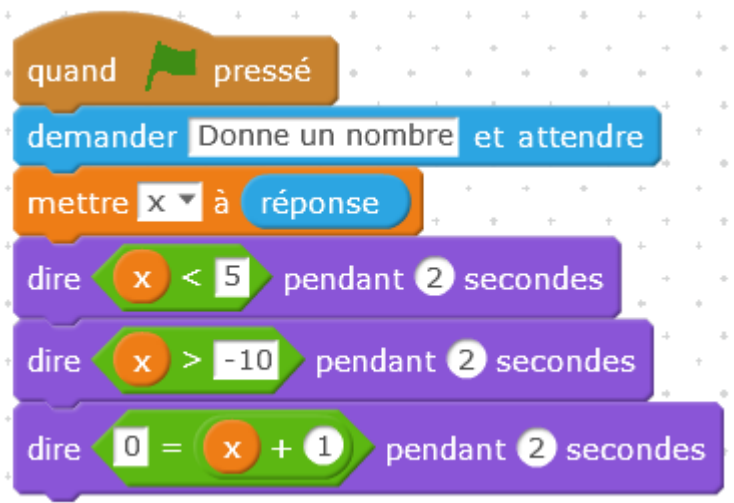 quand pressé
demander Donne un nombre et attendre
mettre x à réponse
dire x < 5 pendant 2 secondes
dire x > -10 pendant 2 secondes
dire 0 = x + 1 pendant 2 secondes